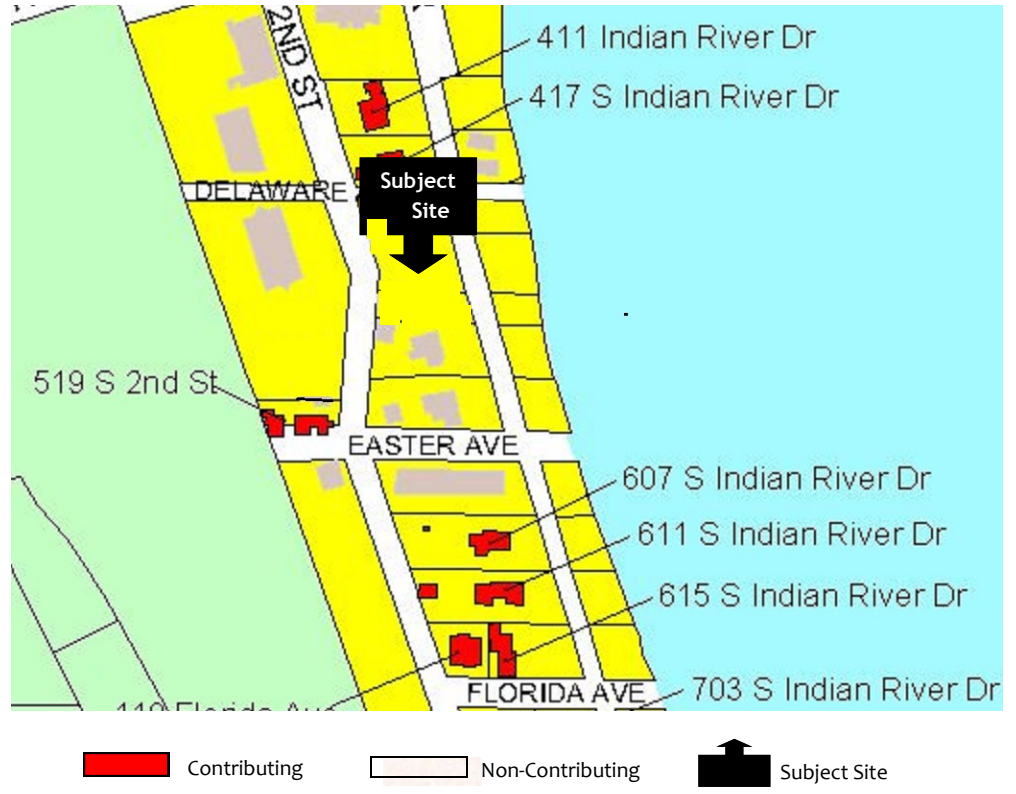 2ND ST
411 Indian River Dr
417 S Indian River Dr
DELAWARE
Subject
Site
519 S 2nd St
EASTER AVE
607 S Indian River Dr
611 S Indian River Dr
615 S Indian River Dr
FLORIDA AVE
703 S Indian River Dr
Florida Ave
Contributing
Non-Contributing
Subject Site